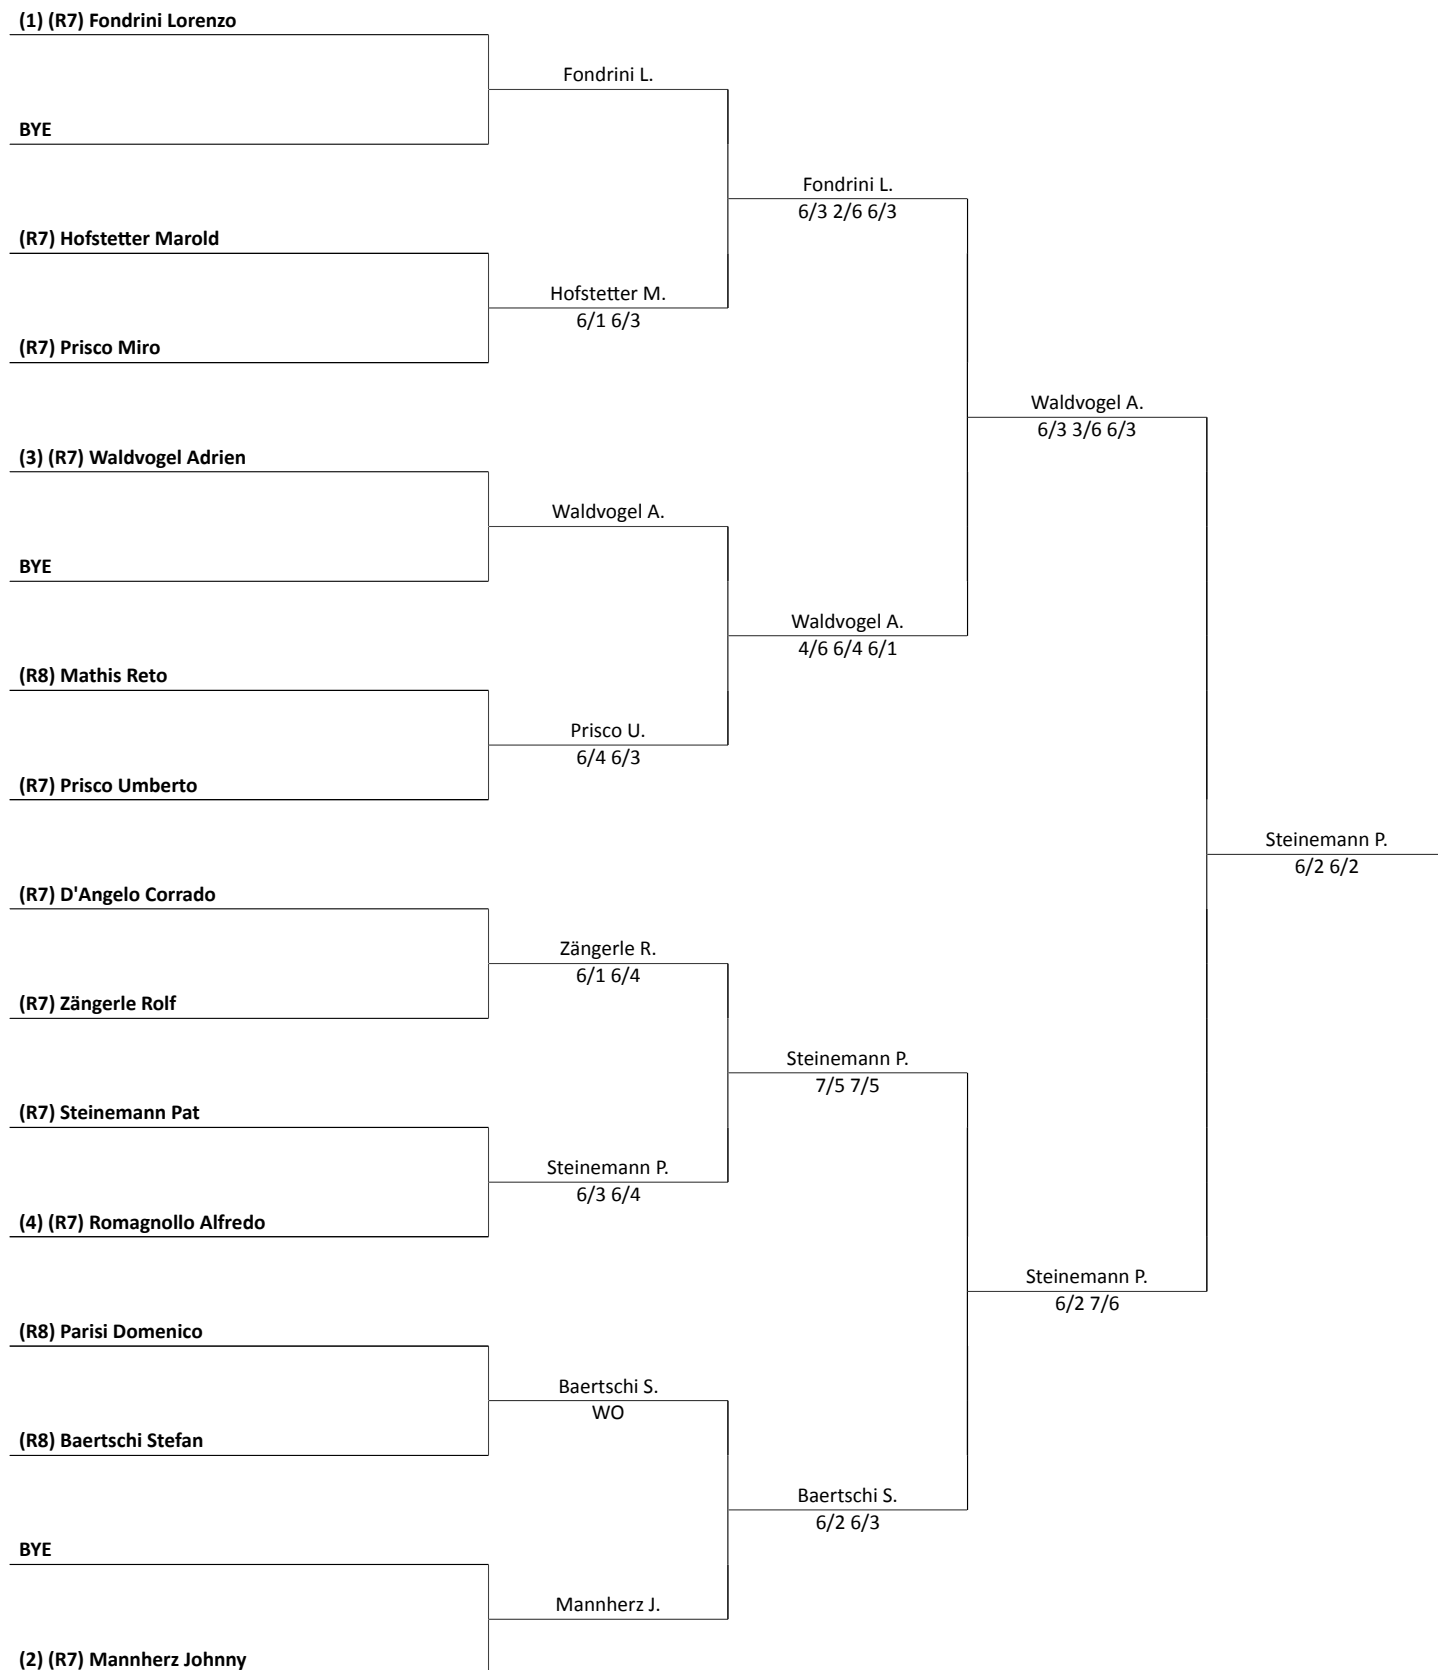 (1) (R7) Fondrini Lorenzo
Fondrini L.
BYE
Fondrini L.
6/3 2/6 6/3
(R7) Hofstetter Marold
Hofstetter M.
6/1 6/3
(R7) Prisco Miro
Waldvogel A.
6/3 3/6 6/3
(3) (R7) Waldvogel Adrien
Waldvogel A.
BYE
Waldvogel A.
4/6 6/4 6/1
(R8) Mathis Reto
Prisco U.
6/4 6/3
(R7) Prisco Umberto
Steinemann P.
6/2 6/2
(R7) D'Angelo Corrado
Zängerle R.
6/1 6/4
(R7) Zängerle Rolf
Steinemann P.
7/5 7/5
(R7) Steinemann Pat
Steinemann P.
6/3 6/4
(4) (R7) Romagnollo Alfredo
Steinemann P.
6/2 7/6
(R8) Parisi Domenico
Baertschi S.
WO
(R8) Baertschi Stefan
Baertschi S.
6/2 6/3
BYE
Mannherz J.
(2) (R7) Mannherz Johnny